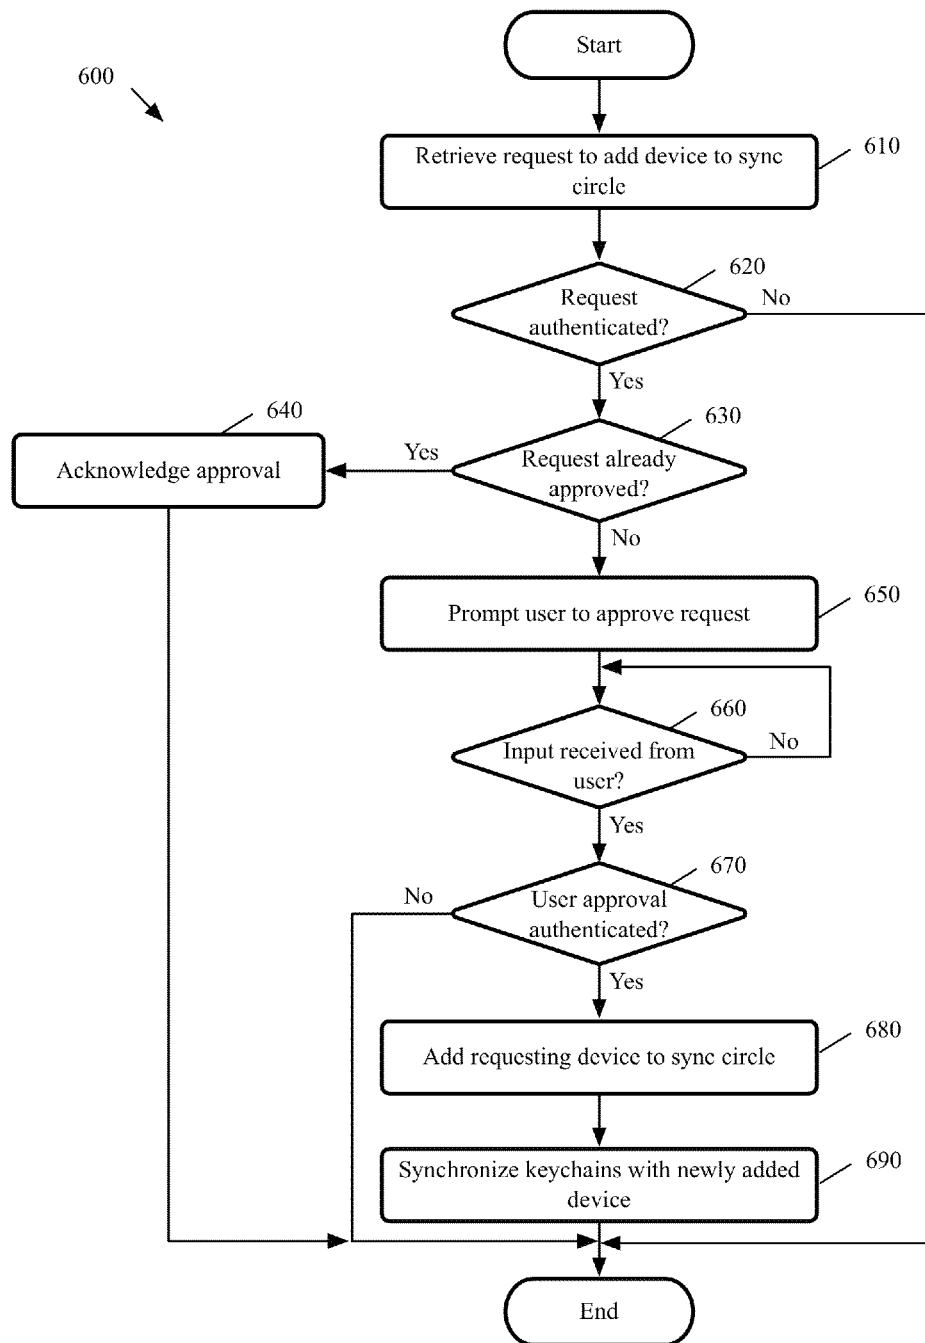 Start
600
Retrieve request to add device to sync
circle
610
620
Request
authenticated?
No
Yes
640
630
Acknowledge approval
Yes
Request already
approved?
No
Prompt user to approve request
650
660
Input received from
user?
No
Yes
670
No
User approval
authenticated?
Yes
680
Add requesting device to sync circle
Synchronize keychains with newly added
device
690
End